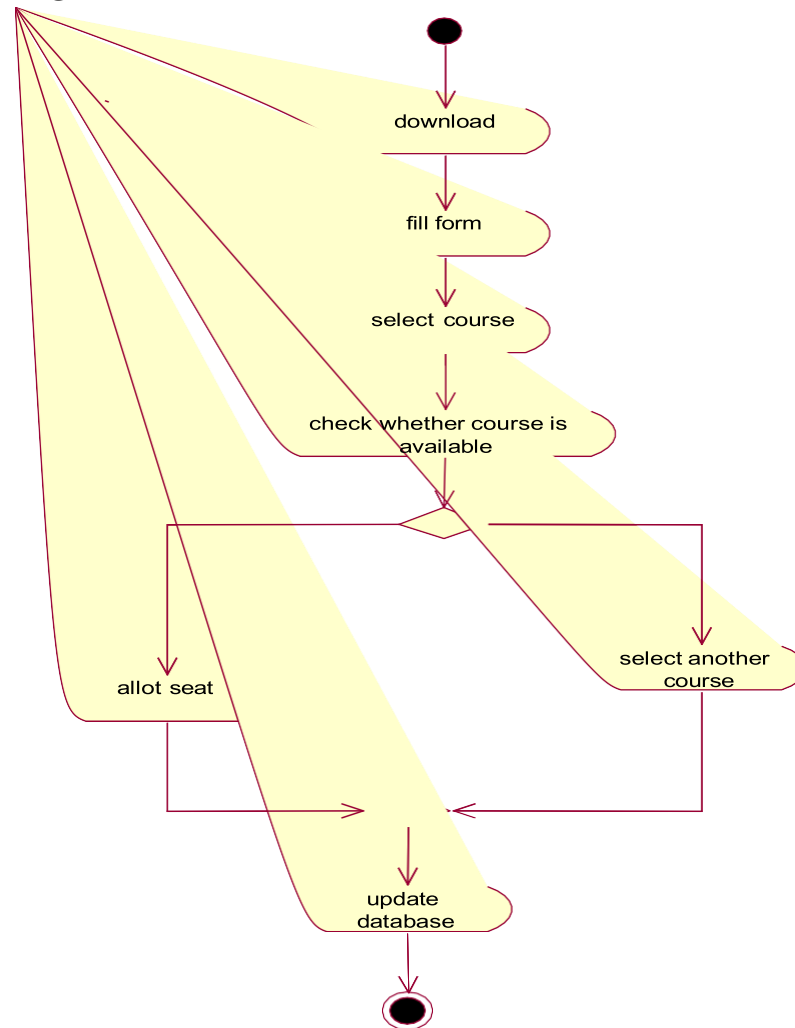 download
fill form
select course
check whether course is
available
select another
course
allot seat
update
database